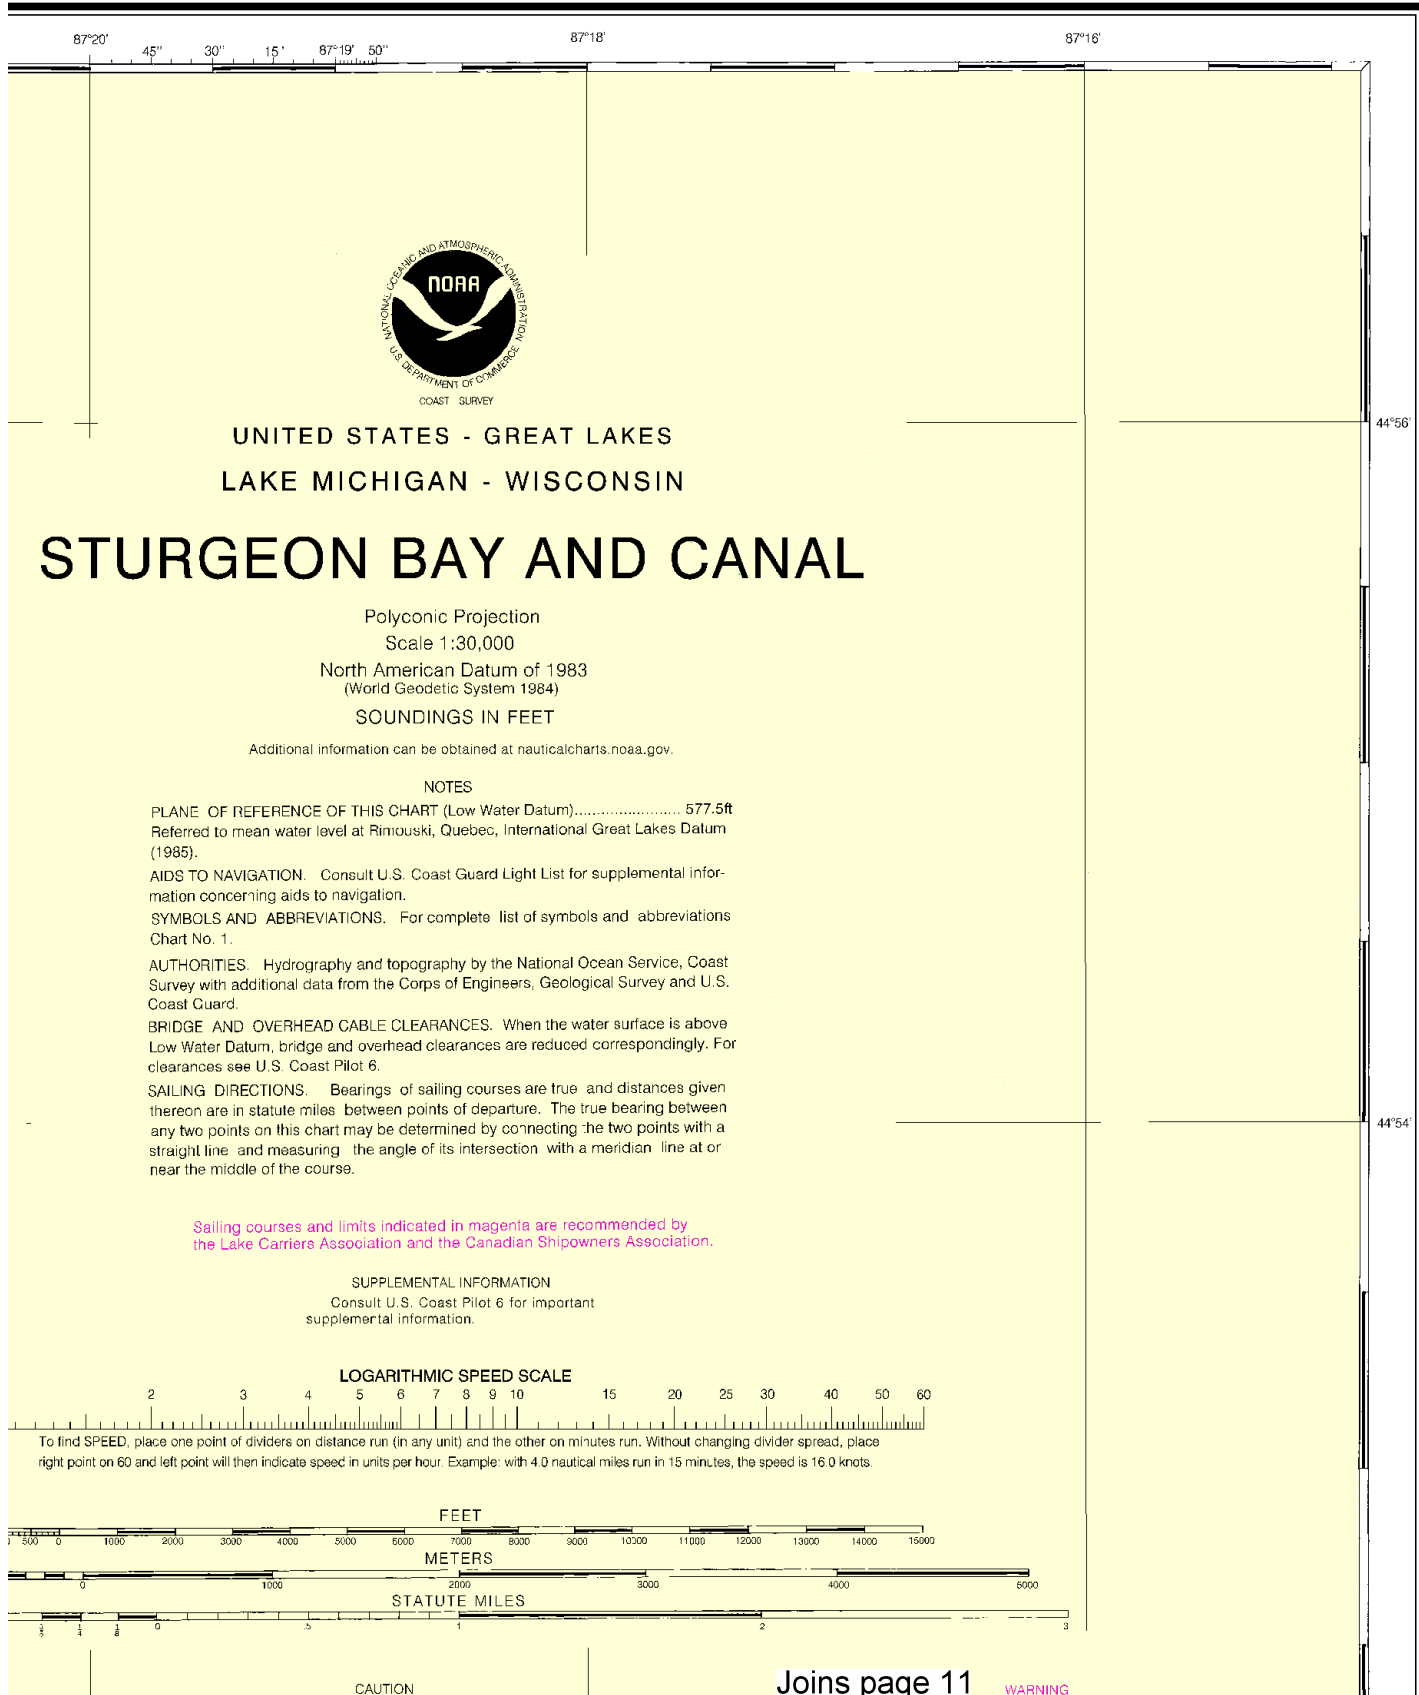 87°20'
45"
30"
15'
87°19'
50"
87°18'
87°16'
NATIONAL OCEANIC AND ATMOSPHERIC ADMINISTRATION
NOAA
U.S. DEPARTMENT OF COMMERCE
COAST SURVEY
44°56'
UNITED STATES - GREAT LAKES
LAKE MICHIGAN - WISCONSIN
STURGEON BAY AND CANAL
Polyconic Projection
Scale 1:30,000
North American Datum of 1983
(World Geodetic System 1984)
SOUNDINGS IN FEET
Additional information can be obtained at nauticalcharts.noaa.gov.
NOTES
PLANE OF REFERENCE OF THIS CHART (Low Water Datum)........................ 577.5ft
Referred to mean water level at Rimouski, Quebec, International Great Lakes Datum
(1985).
AIDS TO NAVIGATION. Consult U.S. Coast Guard Light List for supplemental infor-
mation concerning aids to navigation.
SYMBOLS AND ABBREVIATIONS. For complete list of symbols and abbreviations
Chart No. 1.
AUTHORITIES. Hydrography and topography by the National Ocean Service, Coast
Survey with additional data from the Corps of Engineers, Geological Survey and U.S.
Coast Guard.
BRIDGE AND OVERHEAD CABLE CLEARANCES. When the water surface is above
Low Water Datum, bridge and overhead clearances are reduced correspondingly. For
clearances see U.S. Coast Pilot 6.
SAILING DIRECTIONS. Bearings of sailing courses are true and distances given
thereon are in statute miles between points of departure. The true bearing between
any two points on this chart may be determined by connecting the two points with a
straight line and measuring the angle of its intersection with a meridian line at or
near the middle of the course.
44°54'
Sailing courses and limits indicated in magenta are recommended by
the Lake Carriers Association and the Canadian Shipowners Association.
SUPPLEMENTAL INFORMATION
Consult U.S. Coast Pilot 6 for important
supplemental information.
LOGARITHMIC SPEED SCALE
2 3 4 5 6 7 8 9 10 15 20 25 30 40 50 60
To find SPEED, place one point of dividers on distance run (in any unit) and the other on minutes run. Without changing divider spread, place
right point on 60 and left point will then indicate speed in units per hour. Example: with 4.0 nautical miles run in 15 minutes, the speed is 16.0 knots.
FEET
500 0 1000 2000 3000 4000 5000 6000 7000 8000 9000 10000 11000 12000 13000 14000 15000
METERS
0 1000 2000 3000 4000 5000
STATUTE MILES
1/4 1/8 0 .5 1 2 3
CAUTION
Joins page 11
WARNING